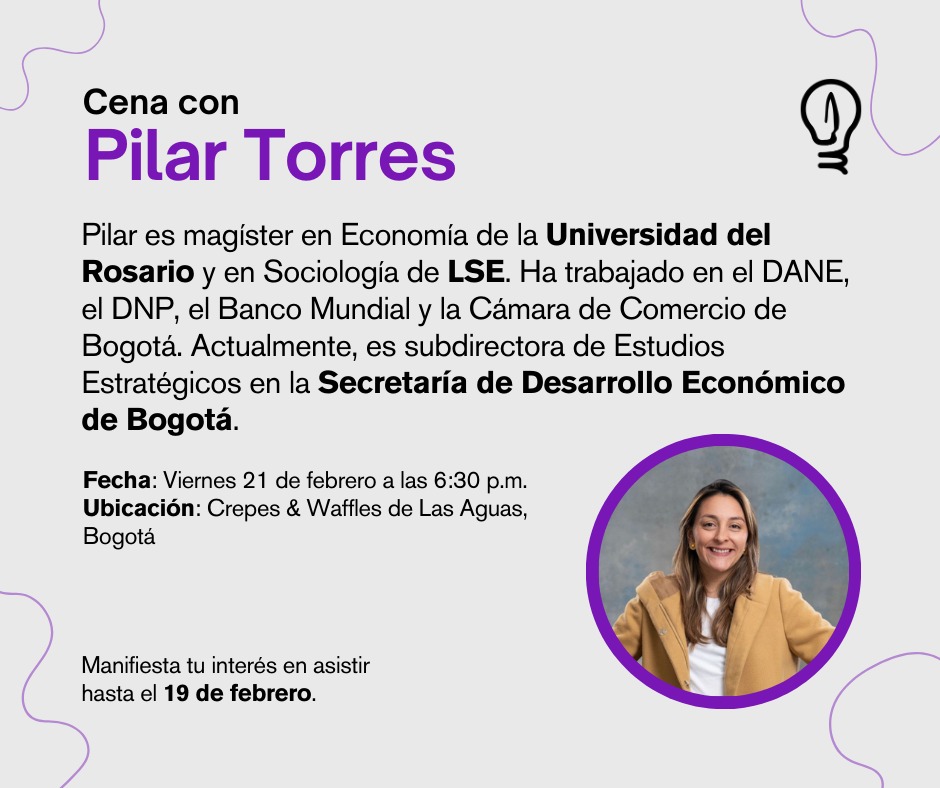 Cena con
Pilar Torres
Pilar es magíster en Economía de la Universidad del
Rosario y en Sociología de LSE. Ha trabajado en el DANE,
el DNP, el Banco Mundial y la Cámara de Comercio de
Bogotá. Actualmente, es subdirectora de Estudios
Estratégicos en la Secretaría de Desarrollo Económico
de Bogotá.
Fecha: Viernes 21 de febrero a las 6:30 p.m.
Ubicación: Crepes & Waffles de Las Aguas,
Bogotá
Manifiesta tu interés en asistir
hasta el 19 de febrero.